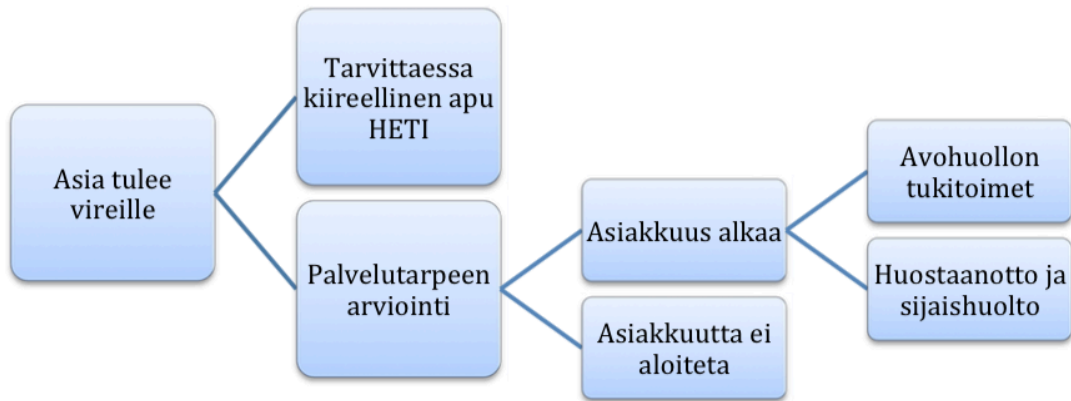 Asia tulee
vireille
Tarvittaessa
kiireellinen apu
HETI
Palvelutarpeen
arviointi
Asiakkuus alkaa
Asiakkuutta ei
aloiteta
Avohuollon
tukitoimet
Huostaanotto ja
sijaishuolto